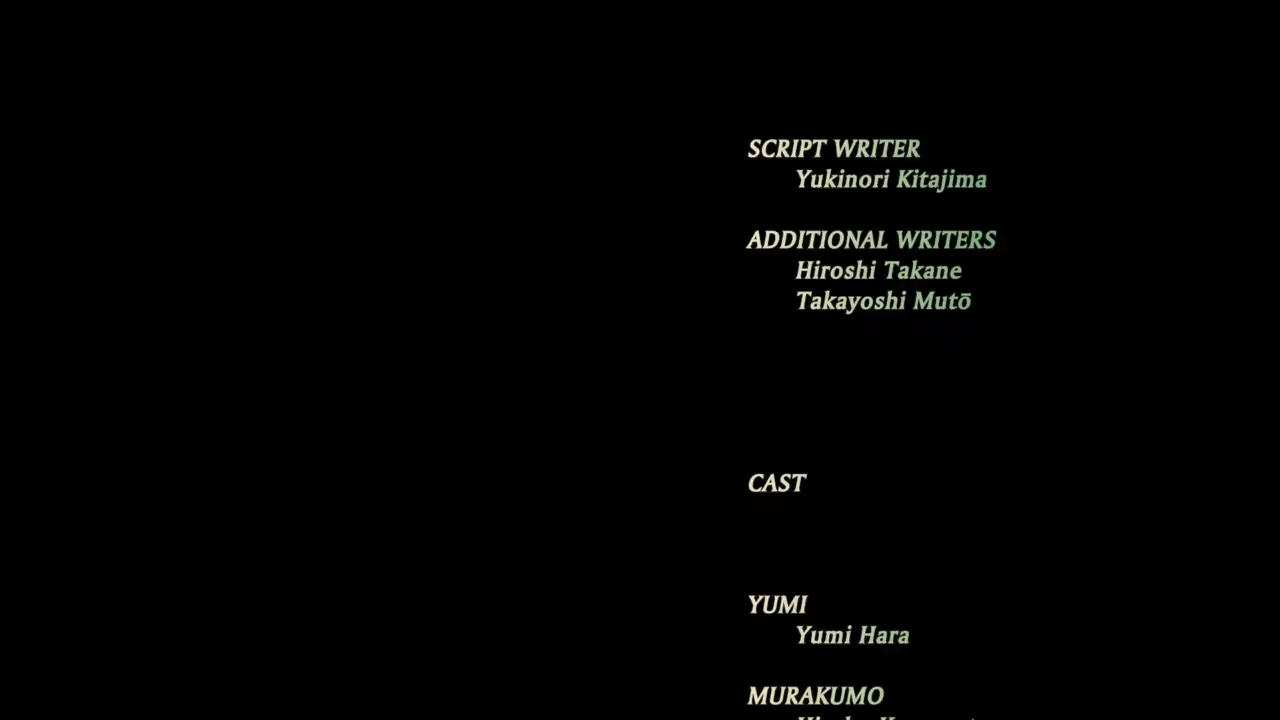 SCRIPT WRITER
Yukinori Kitajima
ADDITIONAL WRITERS
Hiroshi Takane
Takayoshi Mutō
CAST
YUMI
Yumi Hara
MURAKUMO